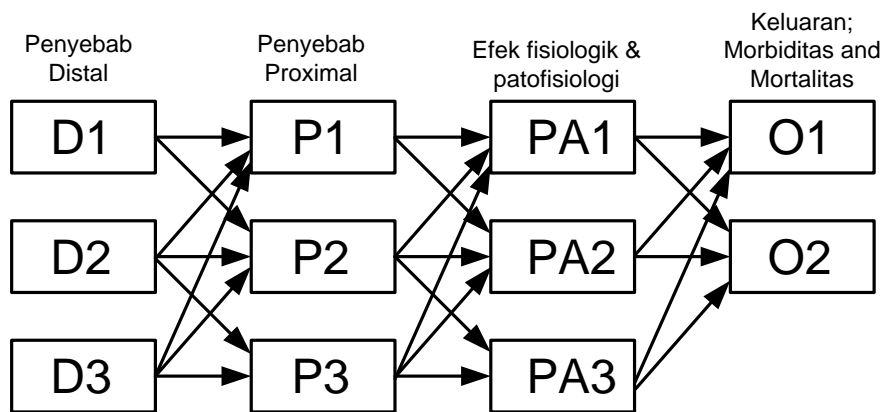 Penyebab
Distal
Penyebab
Proximal
Efek fisiologik &
patofisiologi
Keluaran;
Morbiditas and
Mortalitas
D1
P1
PA1
O1
D2
P2
PA2
O2
D3
P3
PA3